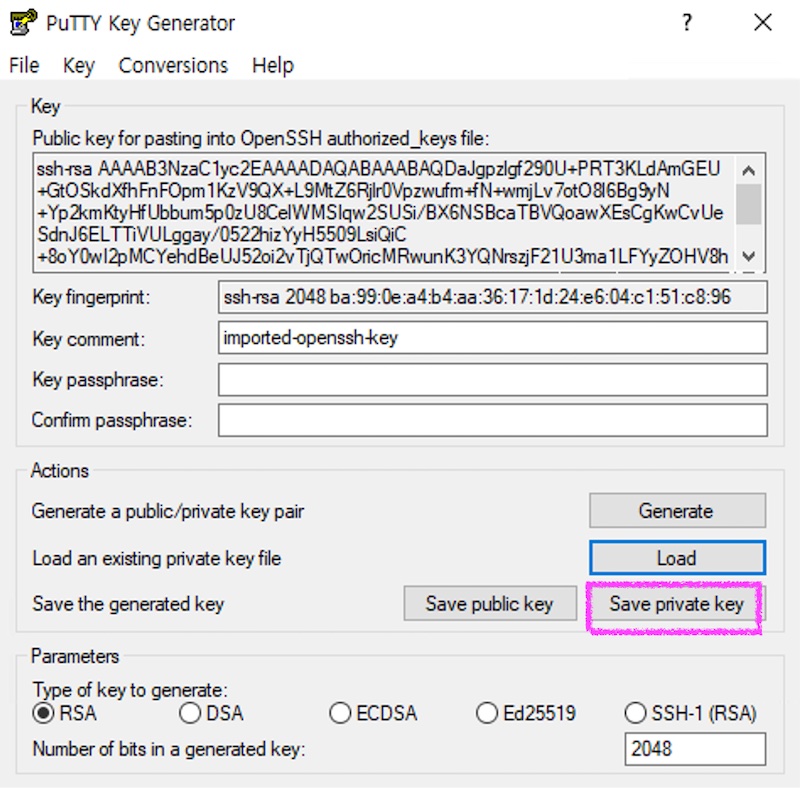 PuTTY Key Generator
?
File Key Conversions Help
Key
Public key for pasting into OpenSSH authorized_keys file:
ssh-rsa AAAAB3NzaC1yc2EAAAADAQABAAABAQDaJgpzlgf290U+PRT3KLdAmGEU
+GtOSkdXfhFnFOpm1KzV9QX+L9MtZ6Rjlr0Vpzwufm+fN+wmjLv7otO8I6Bg9yN
+Yp2kmKtyHfUbbum5p0zU8CelWMSIqw2SUSi/BX6NSBcaTBVQoawXEsCgKwCvUe
SdnJ6ELTTiVULggay/0522hizYyH5509LsiQiC
+8oY0wI2pMCYehdBeUJ52oi2vTjQTwOricMRwunK3YQNrszjF21U3ma1LFYyZOHV8h
Key fingerprint: ssh-rsa 2048 ba:99:0e:a4:b4:aa:36:17:1d:24:e6:04:c1:51:c8:96
Key comment: imported-openssh-key
Key passphrase:
Confirm passphrase:
Actions
Generate a public/private key pair Generate
Load an existing private key file Load
Save the generated key Save public key Save private key
Parameters
Type of key to generate:
RSA DSA ECDSA Ed25519 SSH-1 (RSA)
Number of bits in a generated key: 2048